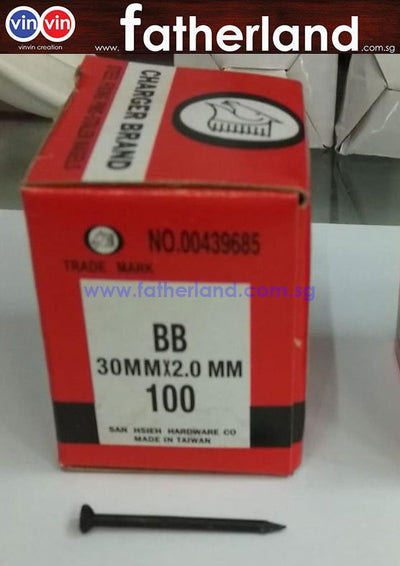 vin vin
vinvin creation
fatherland.com.sg
CHARGER BRAND
NO.00439685
TRADE MARK
www.fatherland.com.sg
BB
30MMX2.0 MM
100
SAN HSIEH HARDWARE CO
MADE IN TAIWAN